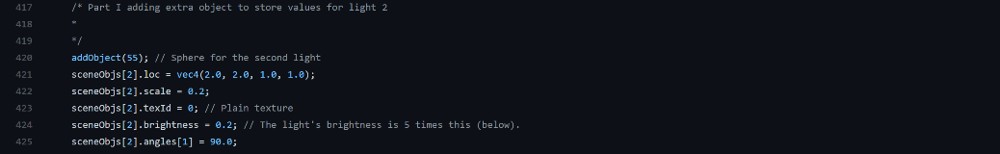 417 /* Part I adding extra object to store values for light 2
418 *
419 */
420 addObject(55); // Sphere for the second light
421 sceneObjs[2].loc = vec4(2.0, 2.0, 1.0, 1.0);
422 sceneObjs[2].scale = 0.2;
423 sceneObjs[2].texId = 0; // Plain texture
424 sceneObjs[2].brightness = 0.2; // The light's brightness is 5 times this (below).
425 sceneObjs[2].angles[1] = 90.0;